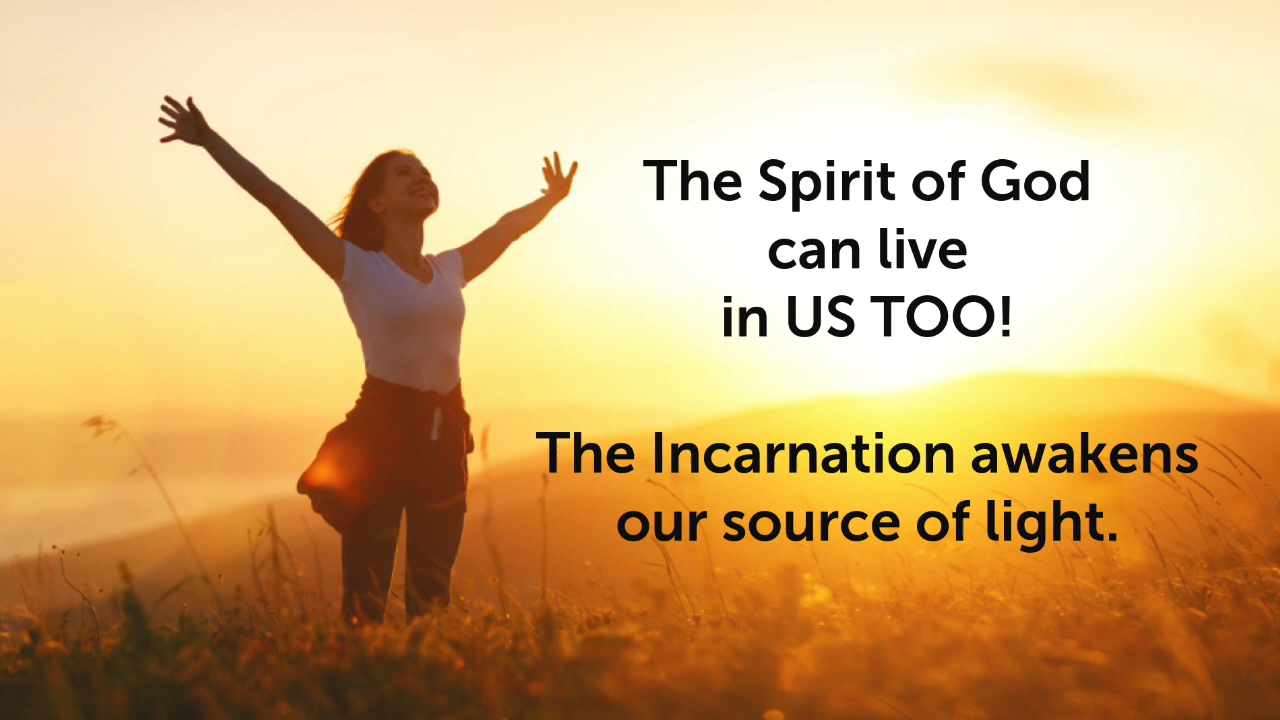 The Spirit of God
can live
in US TOO!
The Incarnation awakens
our source of light.